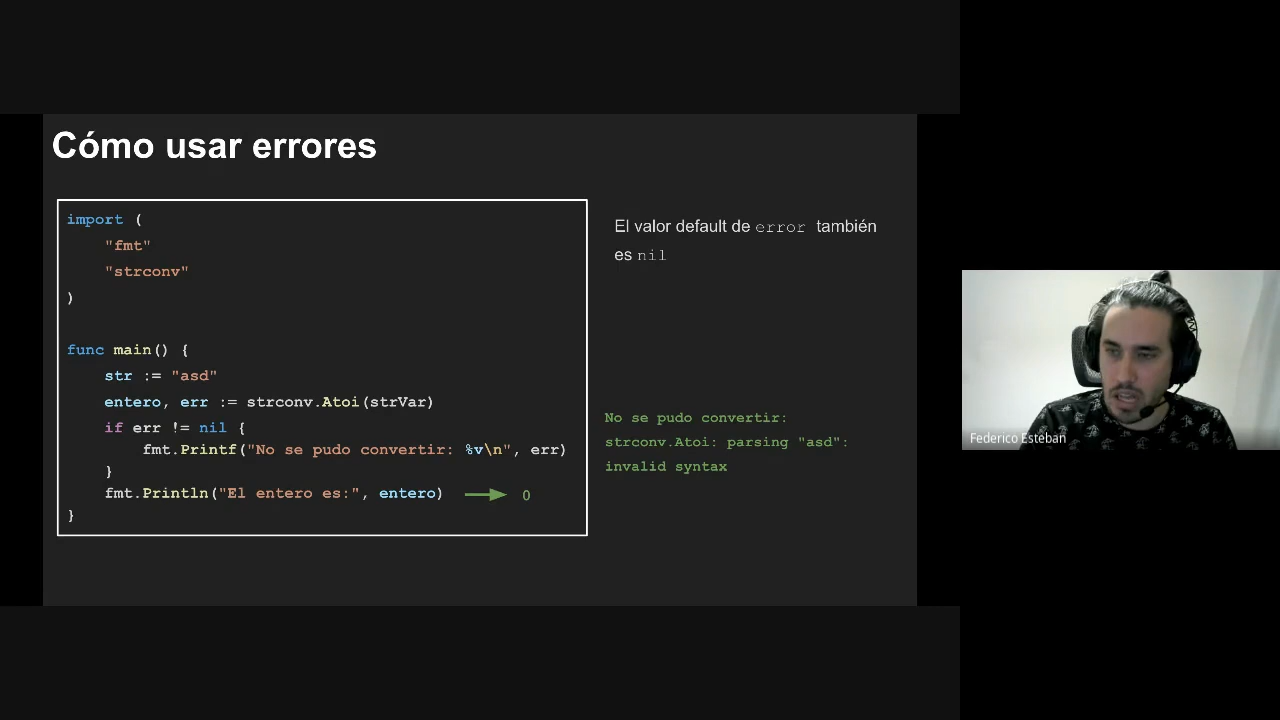 Cómo usar errores
import (
    "fmt"
    "strconv"
)
func main() {
    str := "asd"
    entero, err := strconv.Atoi(strVar)
    if err != nil {
        fmt.Printf("No se pudo convertir: %v\n", err)
    }
    fmt.Println("El entero es:", entero) 0
}
El valor default de error también
es nil
No se pudo convertir:
strconv.Atoi: parsing "asd":
invalid syntax
Federico Esteban